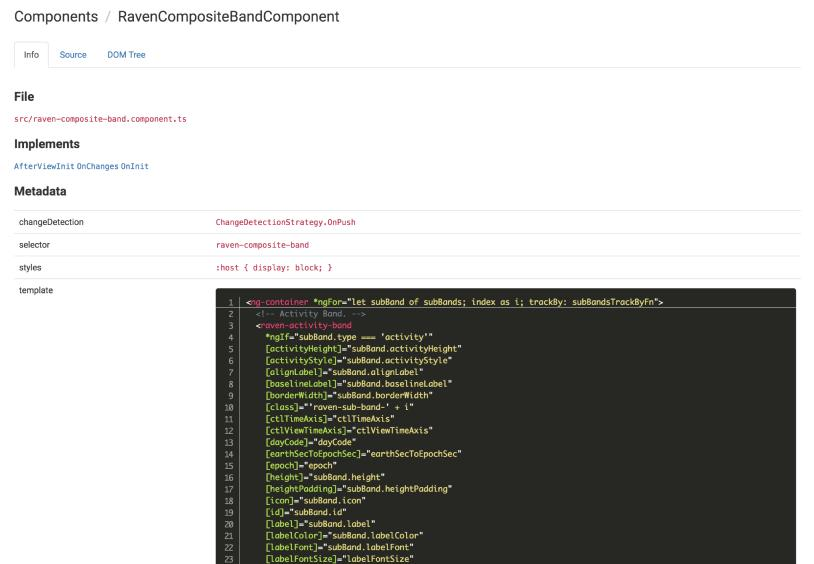 Components / RavenCompositeBandComponent
Info Source DOM Tree
File
src/raven-composite-band.component.ts
Implements
AfterViewInit OnChanges OnInit
Metadata
changeDetection ChangeDetectionStrategy.OnPush
selector raven-composite-band
styles :host { display: block; }
template
1 <ng-container *ngFor="let subBand of subBands; index as i; trackBy: subBandsTrackByFn">
2 <!-- Activity Band. -->
3 <raven-activity-band
4 *ngIf="subBand.type === 'activity'"
5 [activityHeight]="subBand.activityHeight"
6 [activityStyle]="subBand.activityStyle"
7 [alignLabel]="subBand.alignLabel"
8 [baselineLabel]="subBand.baselineLabel"
9 [borderWidth]="subBand.borderWidth"
10 [class]="'raven-sub-band-' + i"
11 [ctlTimeAxis]="ctlTimeAxis"
12 [ctlViewTimeAxis]="ctlViewTimeAxis"
13 [dayCode]="dayCode"
14 [earthSecToEpochSec]="earthSecToEpochSec"
15 [epoch]="epoch"
16 [height]="subBand.height"
17 [heightPadding]="subBand.heightPadding"
18 [icon]="subBand.icon"
19 [id]="subBand.id"
20 [label]="subBand.label"
21 [labelColor]="subBand.labelColor"
22 [labelFont]="subBand.labelFont"
23 [labelFontSize]="labelFontSize"